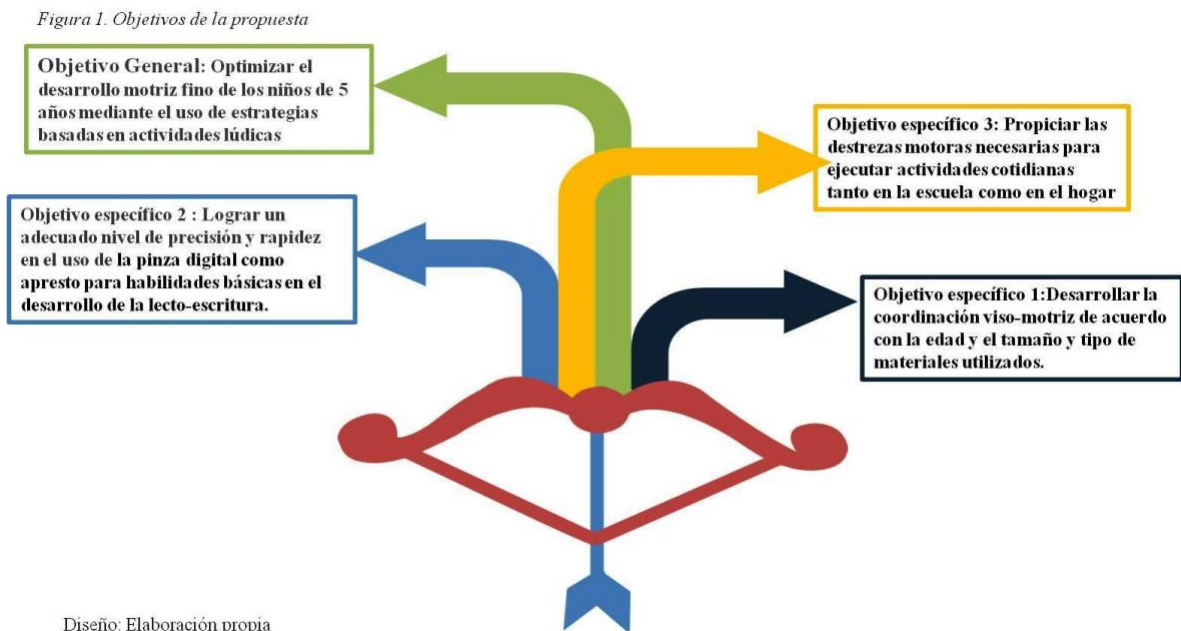 Figura 1. Objetivos de la propuesta
Objetivo General: Optimizar el
desarrollo motriz fino de los niños de 5
años mediante el uso de estrategias
basadas en actividades lúdicas
Objetivo específico 3: Propiciar las
destrezas motoras necesarias para
ejecutar actividades cotidianas
tanto en la escuela como en el hogar
Objetivo específico 2 : Lograr un
adecuado nivel de precisión y rapidez
en el uso de la pinza digital como
apresto para habilidades básicas en el
desarrollo de la lecto-escritura.
Objetivo específico 1:Desarrollar la
coordinación viso-motriz de acuerdo
con la edad y el tamaño y tipo de
materiales utilizados.
Diseño: Elaboración propia